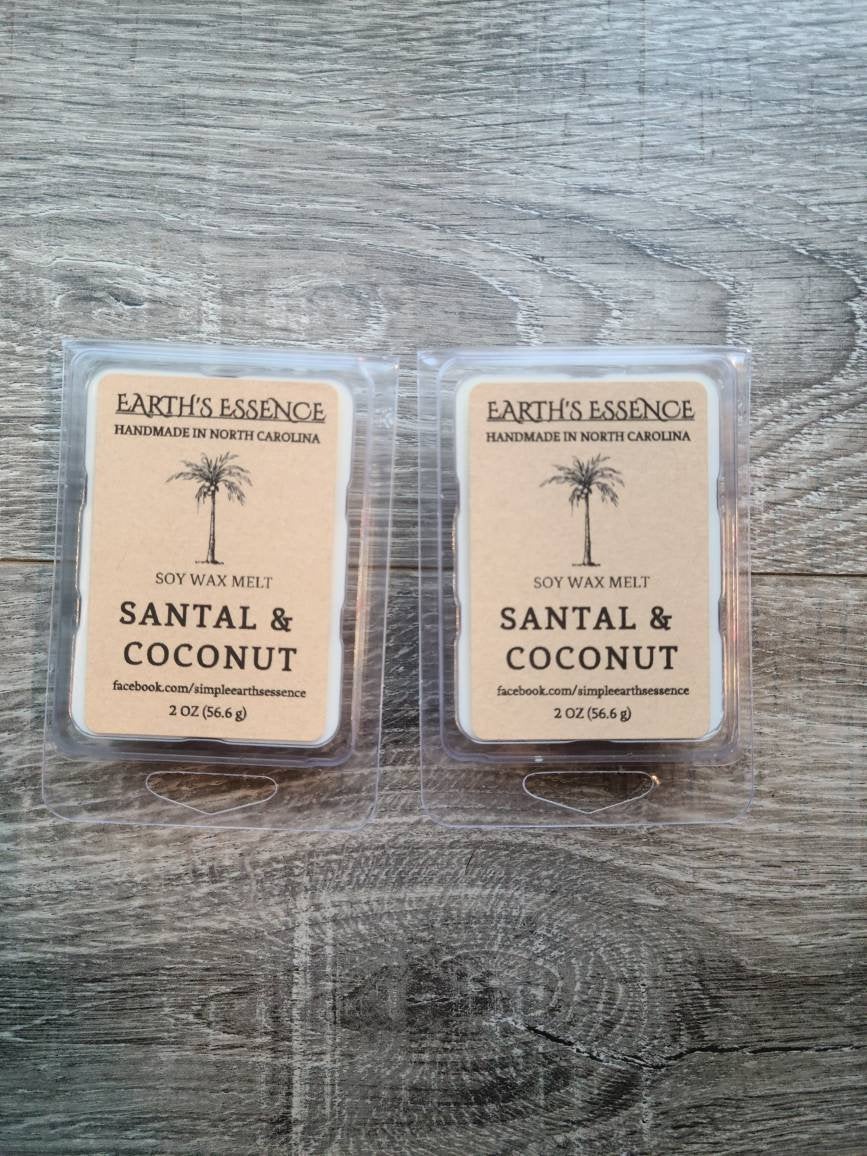 EARTH'S ESSENCE
HANDMADE IN NORTH CAROLINA
SOY WAX MELT
SANTAL &
COCONUT
facebook.com/simpleearthsessence
2 OZ (56.6 g)
EARTH'S ESSENCE
HANDMADE IN NORTH CAROLINA
SOY WAX MELT
SANTAL &
COCONUT
facebook.com/simpleearthsessence
2 OZ (56.6 g)